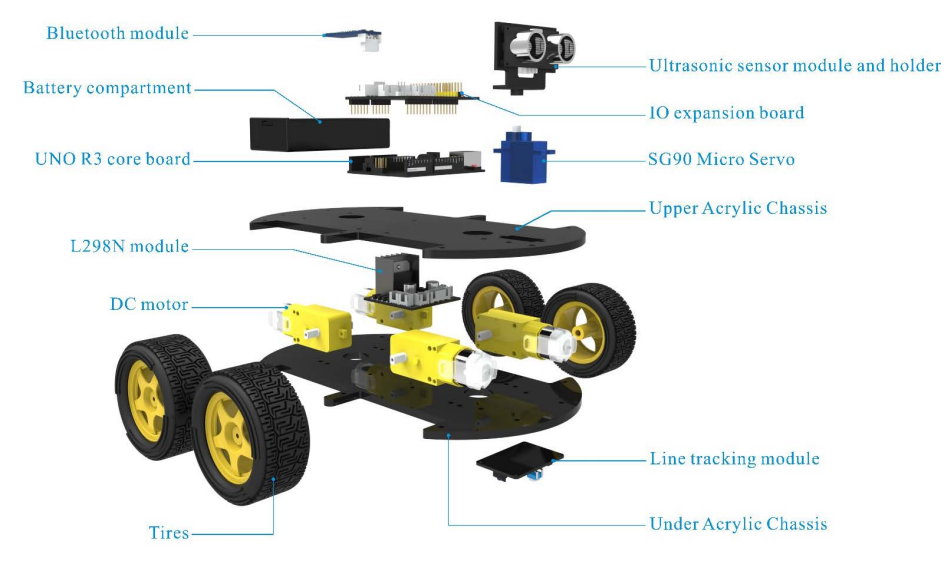 Bluetooth module
Battery compartment
UNO R3 core board
L298N module
DC motor
Tires
Ultrasonic sensor module and holder
IO expansion board
SG90 Micro Servo
Upper Acrylic Chassis
Line tracking module
Under Acrylic Chassis